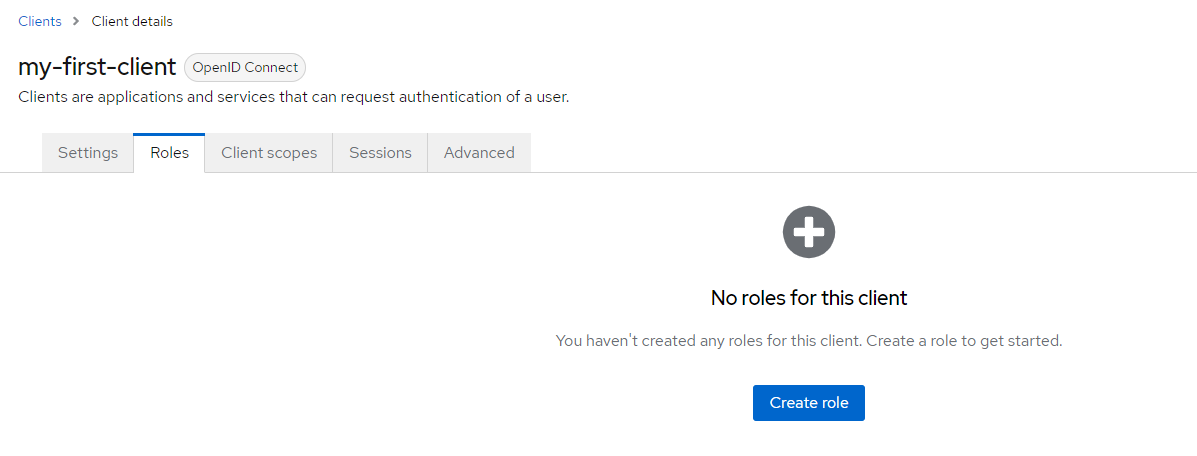 Clients > Client details
my-first-client OpenID Connect
Clients are applications and services that can request authentication of a user.
Settings Roles Client scopes Sessions Advanced
No roles for this client
You haven't created any roles for this client. Create a role to get started.
Create role